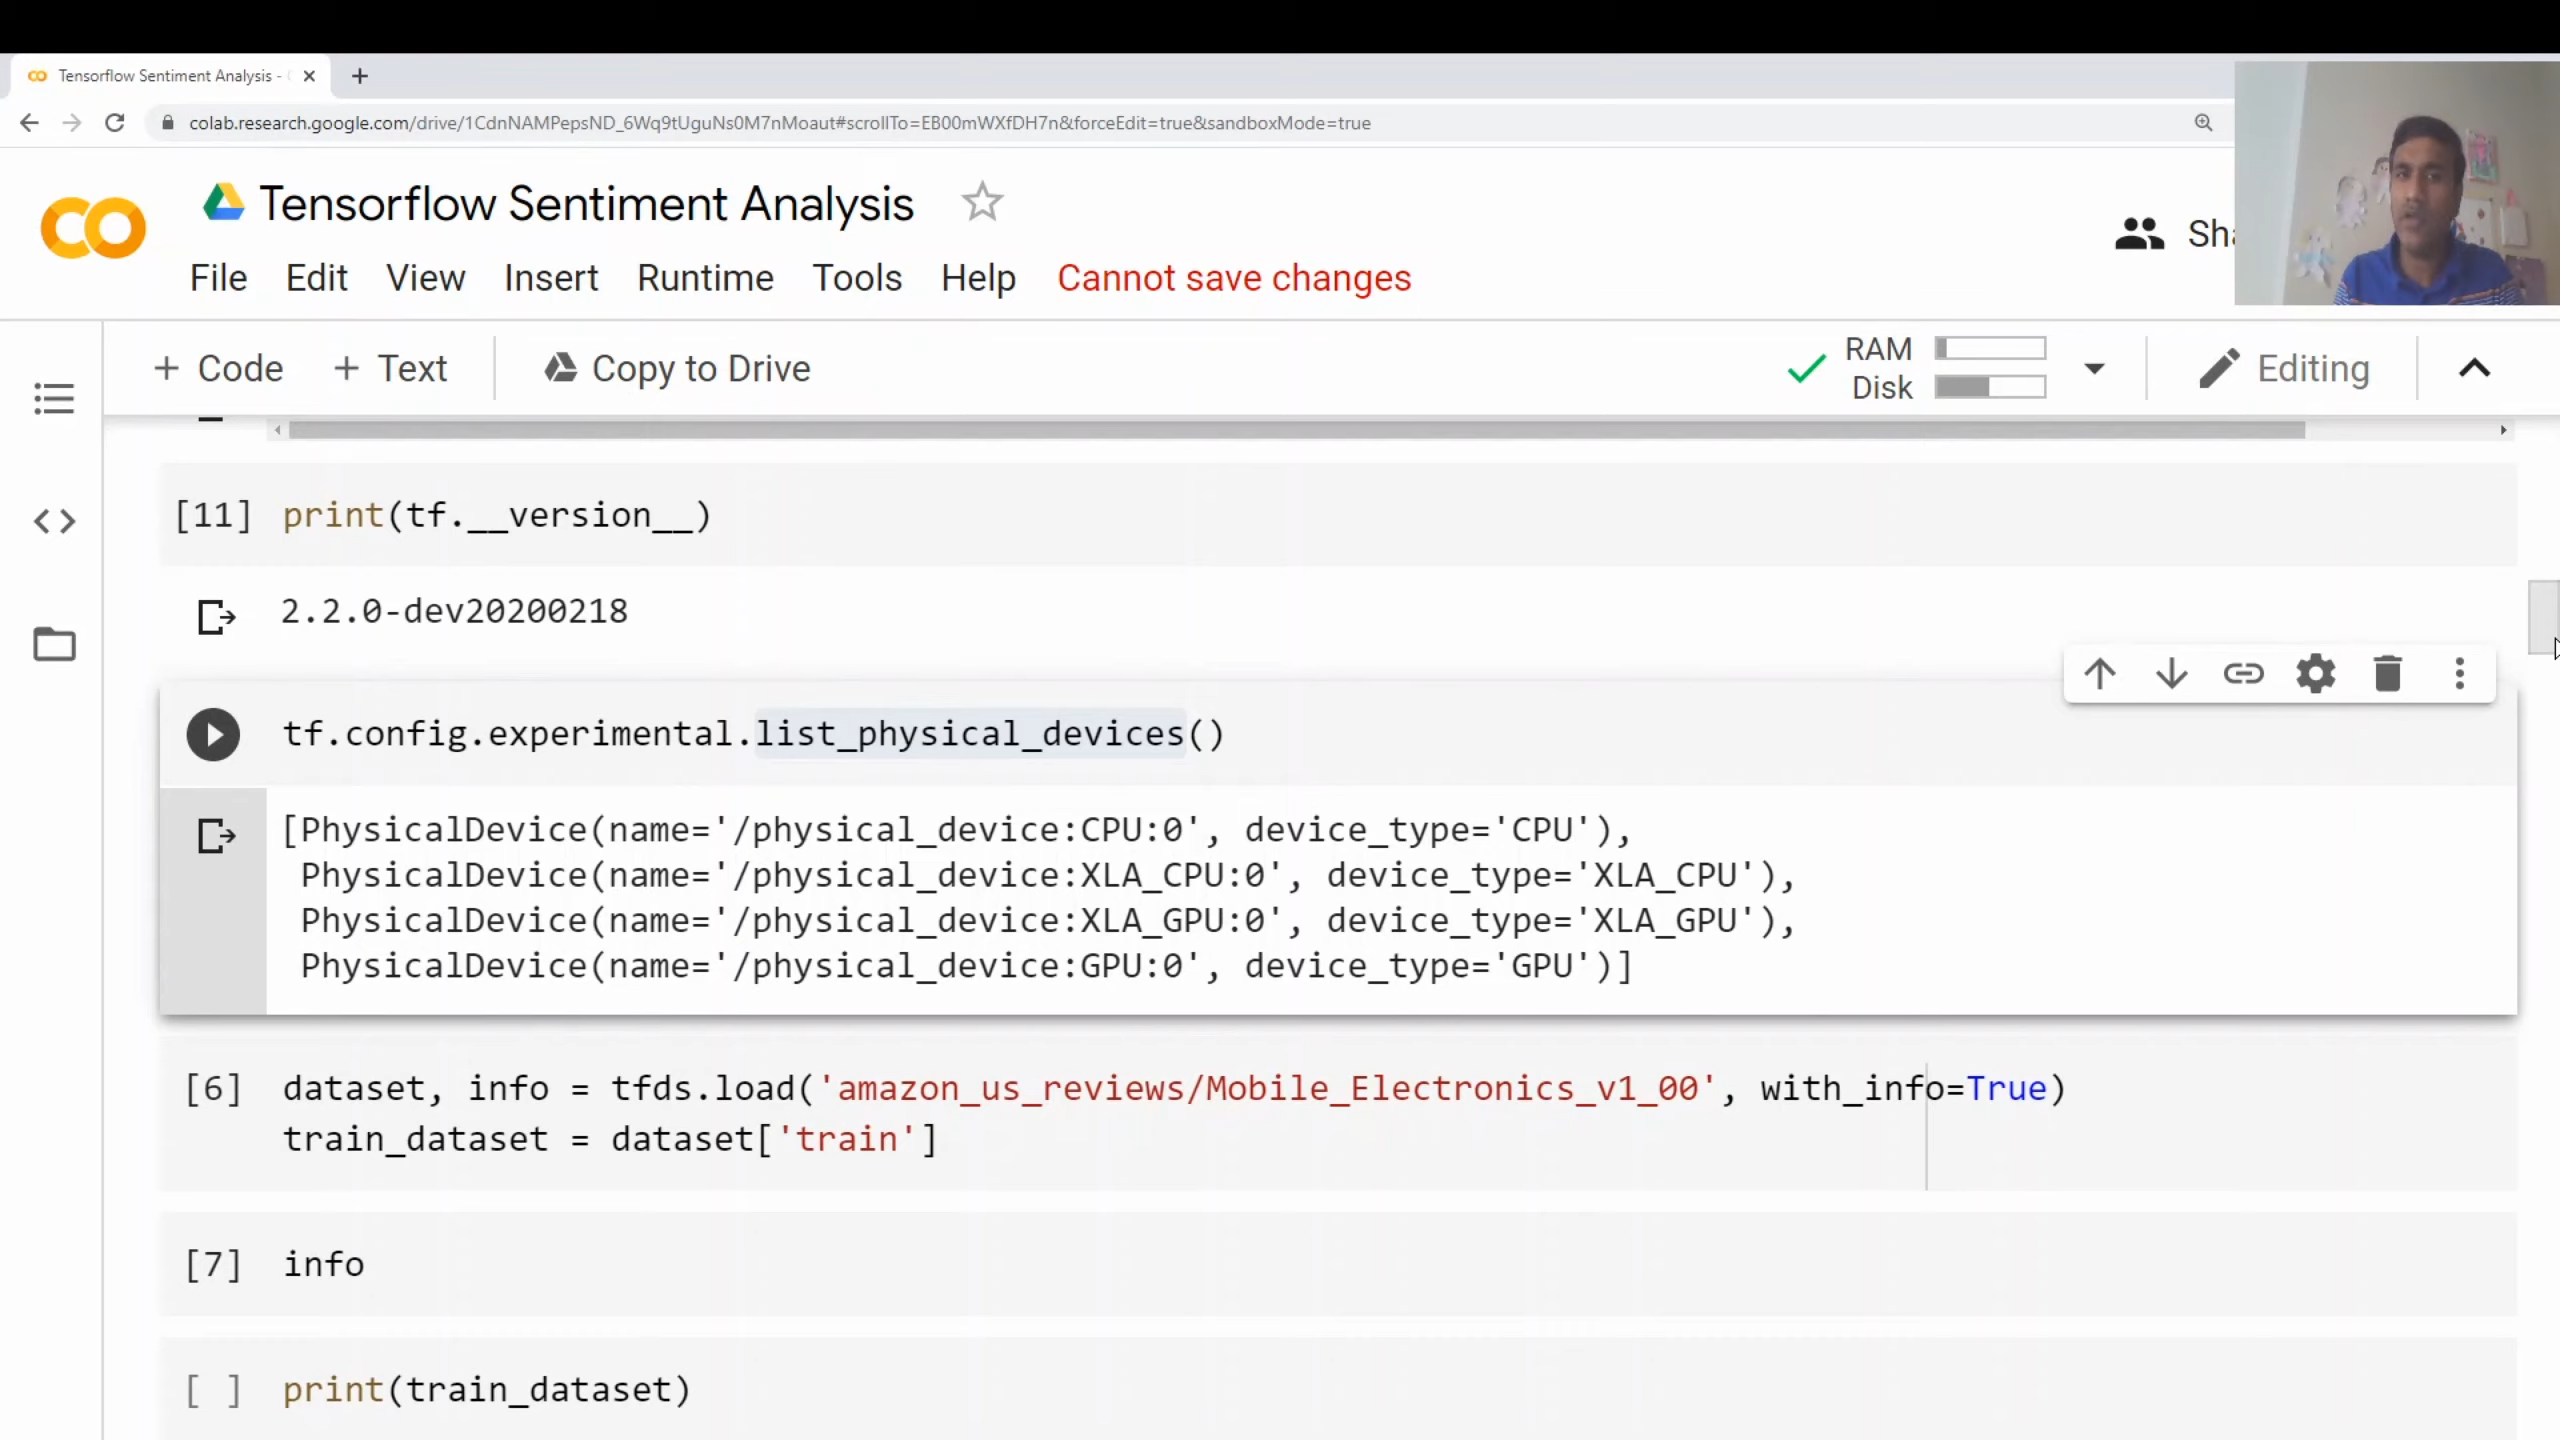 Tensorflow Sentiment Analysis -
colab.research.google.com/drive/1CdnNAMPepsND_6Wq9tUguNs0M7nMoaut#scrollTo=EB00mWXfDH7n&forceEdit=true&sandboxMode=true
Tensorflow Sentiment Analysis
File Edit View Insert Runtime Tools Help Cannot save changes
+ Code + Text Copy to Drive
RAM
Disk
Editing
[11] print(tf.__version__)
2.2.0-dev20200218
tf.config.experimental.list_physical_devices()
[PhysicalDevice(name='/physical_device:CPU:0', device_type='CPU'),
PhysicalDevice(name='/physical_device:XLA_CPU:0', device_type='XLA_CPU'),
PhysicalDevice(name='/physical_device:XLA_GPU:0', device_type='XLA_GPU'),
PhysicalDevice(name='/physical_device:GPU:0', device_type='GPU')]
[6] dataset, info = tfds.load('amazon_us_reviews/Mobile_Electronics_v1_00', with_info=True)
train_dataset = dataset['train']
[7] info
[ ] print(train_dataset)